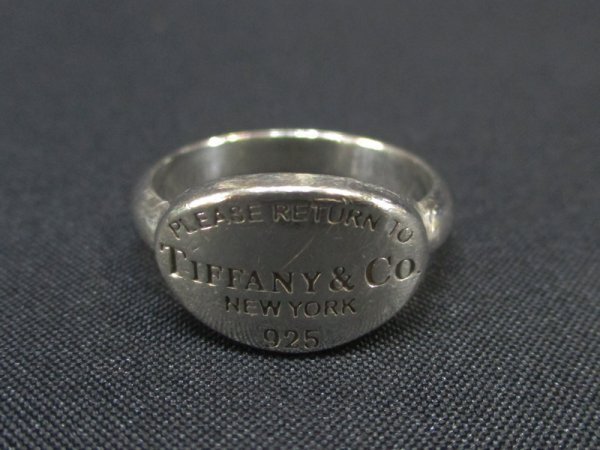 PLEASE RETURN TO
TIFFANY & CO.
NEW YORK
925